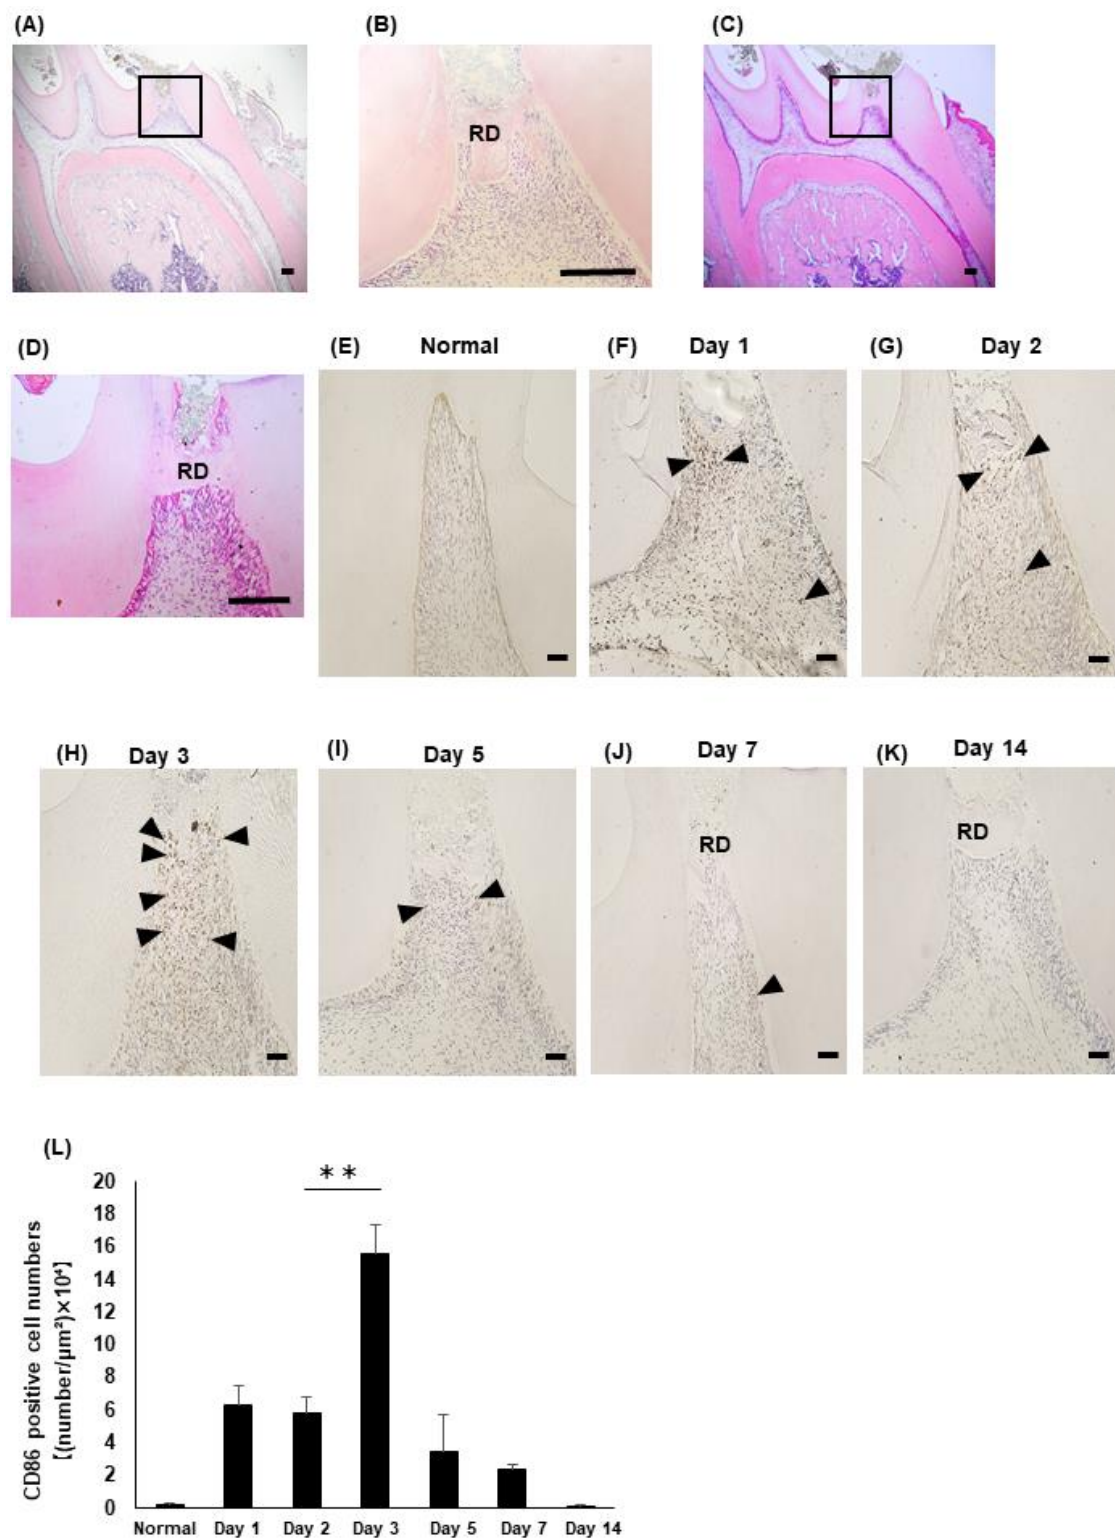 (A)
(B)
(C)
RD
(D)
(E) Normal
(F) Day 1
(G) Day 2
RD
(H) Day 3
(I) Day 5
(J) Day 7
(K) Day 14
RD
RD
(L)
**
CD86 positive cell numbers
[(number/μm²)×10⁴]
20
18
16
14
12
10
8
6
4
2
0
Normal Day 1 Day 2 Day 3 Day 5 Day 7 Day 14